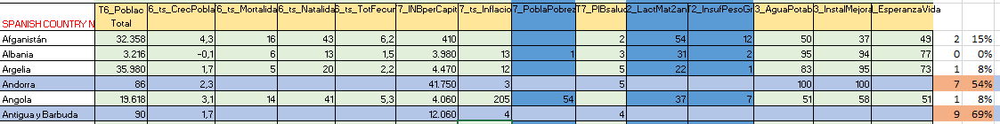 SPANISH COUNTRY N T6_Poblac Total 6_ts_CrecPobla 6_ts_Mortalida 6_ts_Natalida 6_ts_TotFecun 7_INBperCapit 7_ts_Inflacio 7_PoblaPobrez T7_PIBsaluc 2_LactMat2an T2_InsufPesoGr 3_AguaPotab 3_InstalMejora _EsperanzaVida
Afganistán 32.358 4,3 16 43 6,2 410 2 54 12 50 37 49 2 15%
Albania 3.216 -0,1 6 13 1,5 3.980 13 1 3 31 2 95 94 77 0 0%
Argelia 35.980 1,7 5 20 2,2 4.470 12 5 22 1 83 95 73 1 8%
Andorra 86 2,3 41.750 3 5 100 100 7 54%
Angola 19.618 3,1 14 41 5,3 4.060 205 54 37 7 51 58 51 1 8%
Antigua y Barbuda 90 1,7 12.060 4 4 9 69%